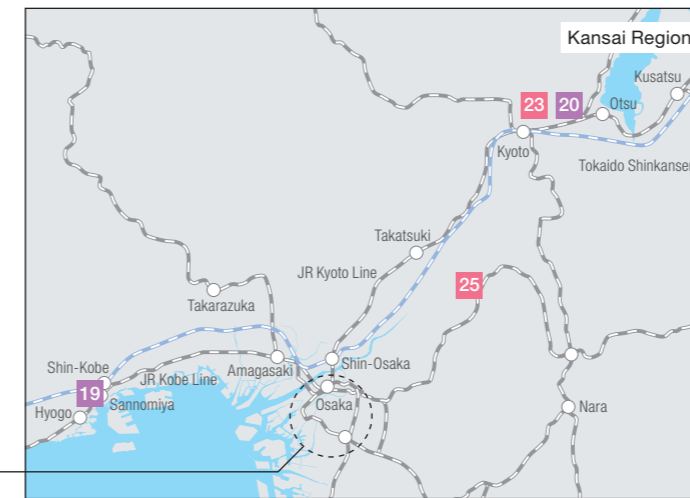 Kansai Region
Kusatsu
23
20
Otsu
Kyoto
Tokaido Shinkansen
Takatsuki
JR Kyoto Line
25
Takarazuka
Shin-Kobe
JR Kobe Line
Amagasaki
Shin-Osaka
19
Sannomiya
Hyogo
Osaka
Nara